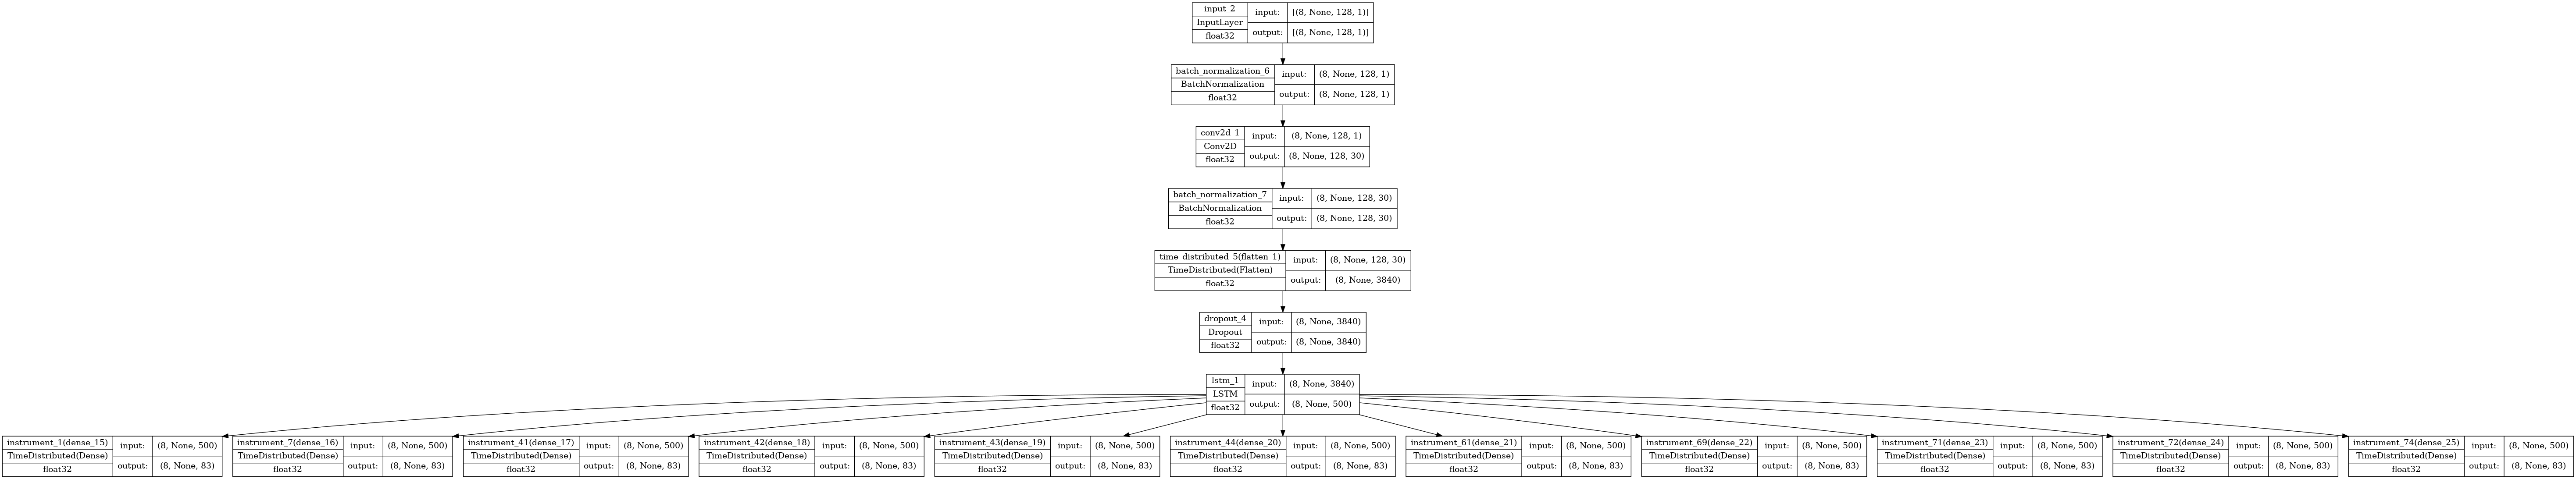 input_2
InputLayer
float32
input:
[(8, None, 128, 1)]
output:
[(8, None, 128, 1)]
batch_normalization_6
BatchNormalization
float32
input:
(8, None, 128, 1)
output:
(8, None, 128, 1)
conv2d_1
Conv2D
float32
input:
(8, None, 128, 1)
output:
(8, None, 128, 30)
batch_normalization_7
BatchNormalization
float32
input:
(8, None, 128, 30)
output:
(8, None, 128, 30)
time_distributed_5(flatten_1)
TimeDistributed(Flatten)
float32
input:
(8, None, 128, 30)
output:
(8, None, 3840)
dropout_4
Dropout
float32
input:
(8, None, 3840)
output:
(8, None, 3840)
lstm_1
LSTM
float32
input:
(8, None, 3840)
output:
(8, None, 500)
instrument_1(dense_15)
TimeDistributed(Dense)
float32
input:
(8, None, 500)
output:
(8, None, 83)
instrument_7(dense_16)
TimeDistributed(Dense)
float32
input:
(8, None, 500)
output:
(8, None, 83)
instrument_41(dense_17)
TimeDistributed(Dense)
float32
input:
(8, None, 500)
output:
(8, None, 83)
instrument_42(dense_18)
TimeDistributed(Dense)
float32
input:
(8, None, 500)
output:
(8, None, 83)
instrument_43(dense_19)
TimeDistributed(Dense)
float32
input:
(8, None, 500)
output:
(8, None, 83)
instrument_44(dense_20)
TimeDistributed(Dense)
float32
input:
(8, None, 500)
output:
(8, None, 83)
instrument_61(dense_21)
TimeDistributed(Dense)
float32
input:
(8, None, 500)
output:
(8, None, 83)
instrument_69(dense_22)
TimeDistributed(Dense)
float32
input:
(8, None, 500)
output:
(8, None, 83)
instrument_71(dense_23)
TimeDistributed(Dense)
float32
input:
(8, None, 500)
output:
(8, None, 83)
instrument_72(dense_24)
TimeDistributed(Dense)
float32
input:
(8, None, 500)
output:
(8, None, 83)
instrument_74(dense_25)
TimeDistributed(Dense)
float32
input:
(8, None, 500)
output:
(8, None, 83)